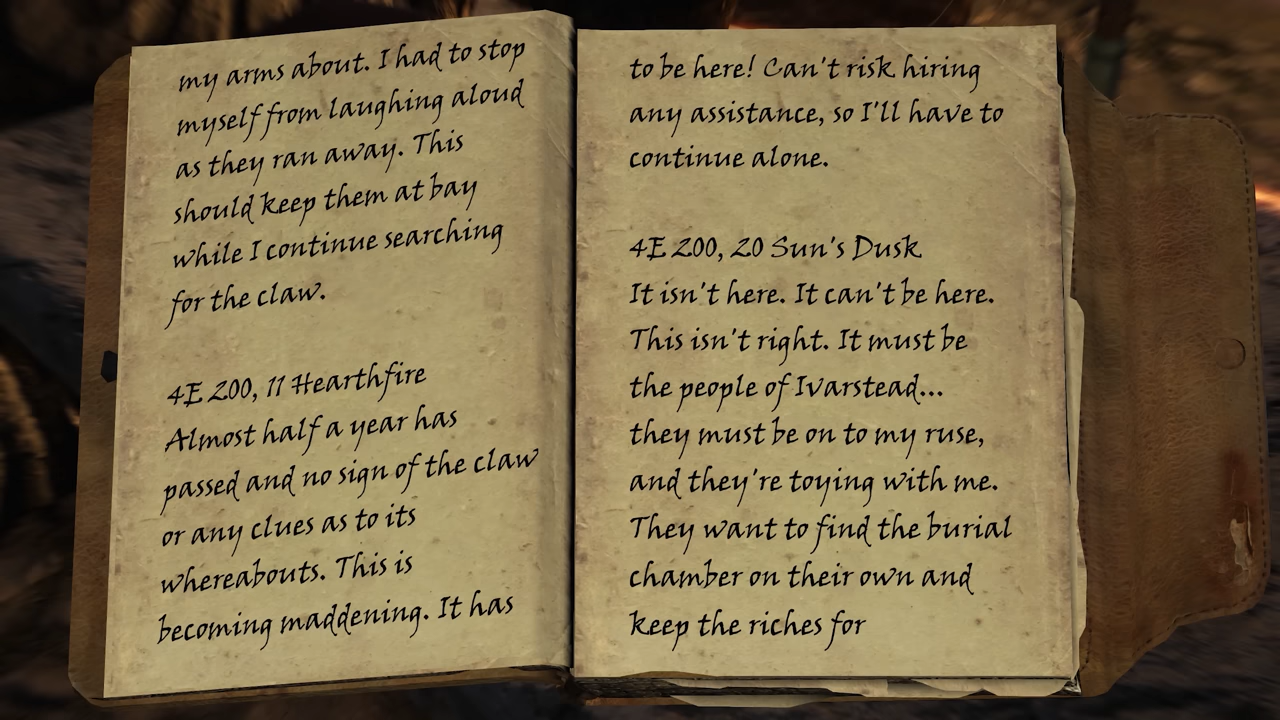 my arms about. I had to stop
myself from laughing aloud
as they ran away. This
should keep them at bay
while I continue searching
for the claw.
4E 200, 11 Hearthfire
Almost half a year has
passed and no sign of the claw
or any clues as to its
whereabouts. This is
becoming maddening. It has
to be here! Can't risk hiring
any assistance, so I'll have to
continue alone.
4E 200, 20 Sun's Dusk
It isn't here. It can't be here.
This isn't right. It must be
the people of Ivarstead...
they must be on to my ruse,
and they're toying with me.
They want to find the burial
chamber on their own and
keep the riches for